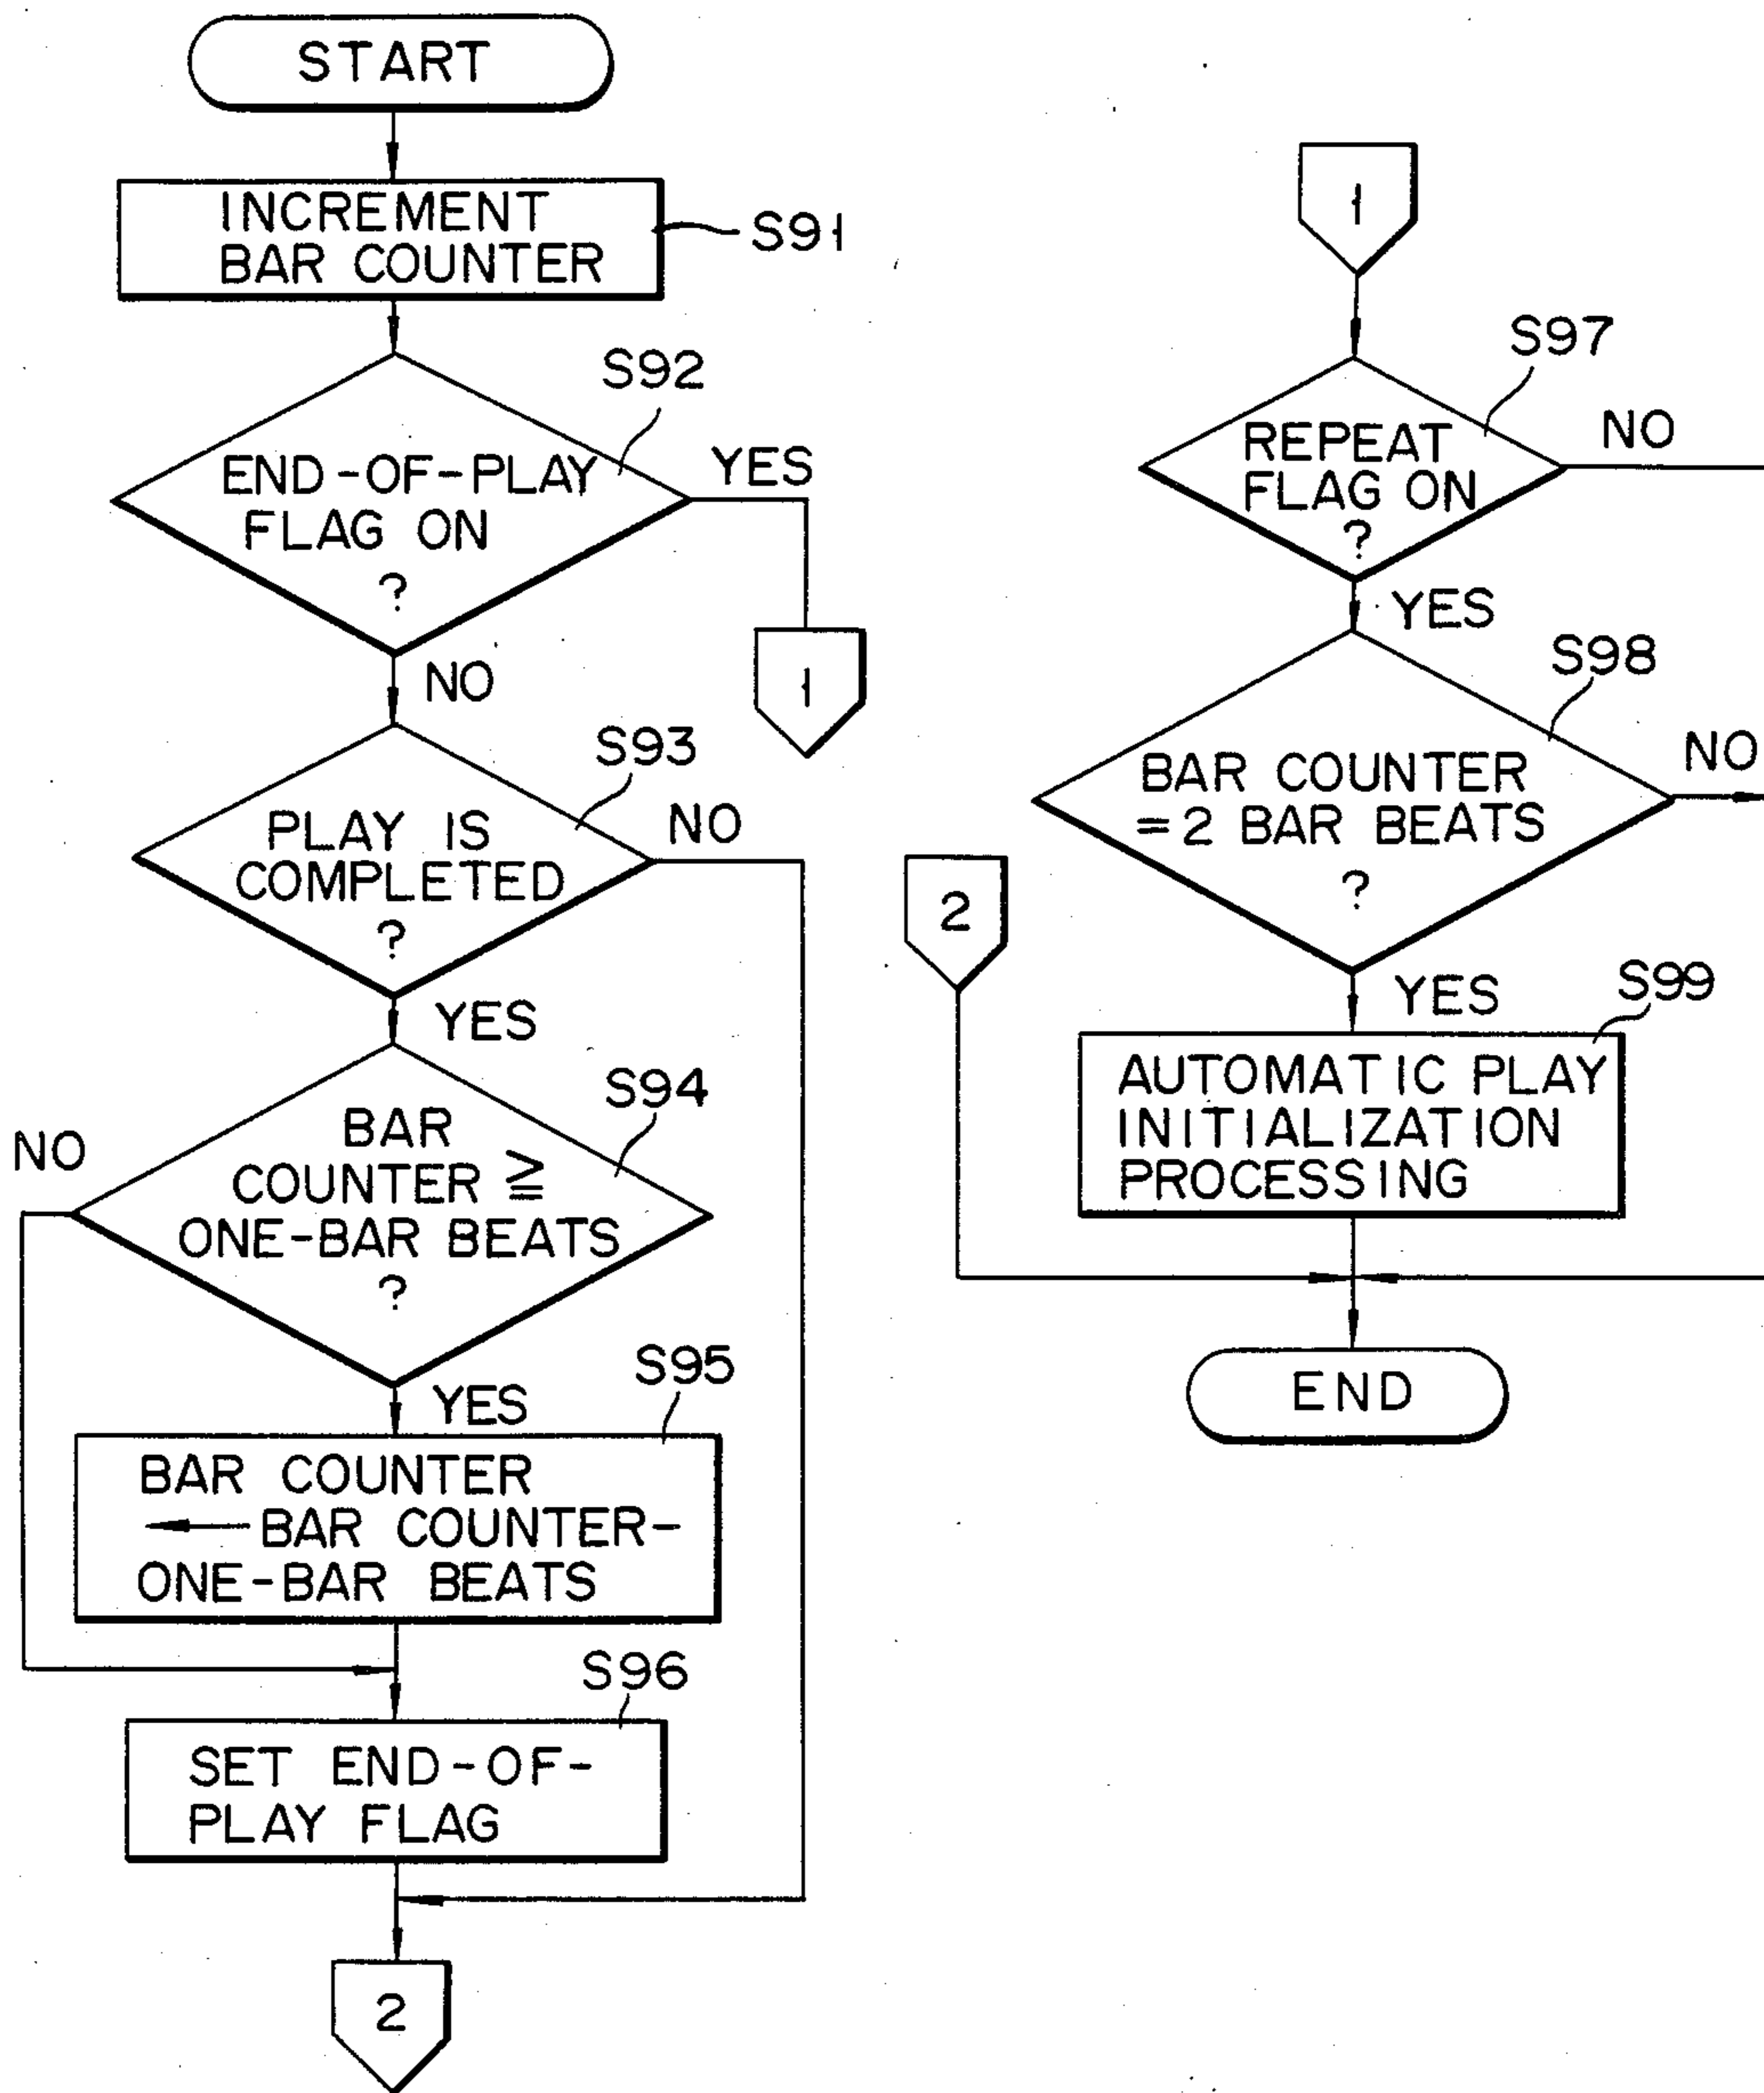 START
INCREMENT
BAR COUNTER
S91
S92
END-OF-PLAY
FLAG ON
?
YES
1
NO
S93
PLAY IS
COMPLETED
?
NO
YES
S94
BAR
COUNTER ≧
ONE-BAR BEATS
?
NO
YES
S95
BAR COUNTER
← BAR COUNTER-
ONE-BAR BEATS
S96
SET END-OF-
PLAY FLAG
2
1
S97
REPEAT
FLAG ON
?
NO
YES
S98
BAR COUNTER
=2 BAR BEATS
?
NO
2
YES
S99
AUTOMATIC PLAY
INITIALIZATION
PROCESSING
END